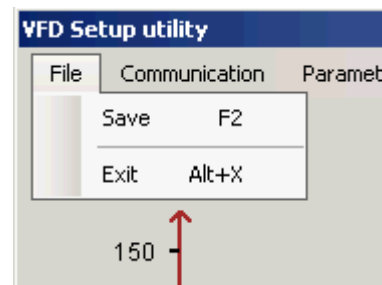 VFD Setup utility
File Communication Paramet
Save F2
Exit Alt+X
150